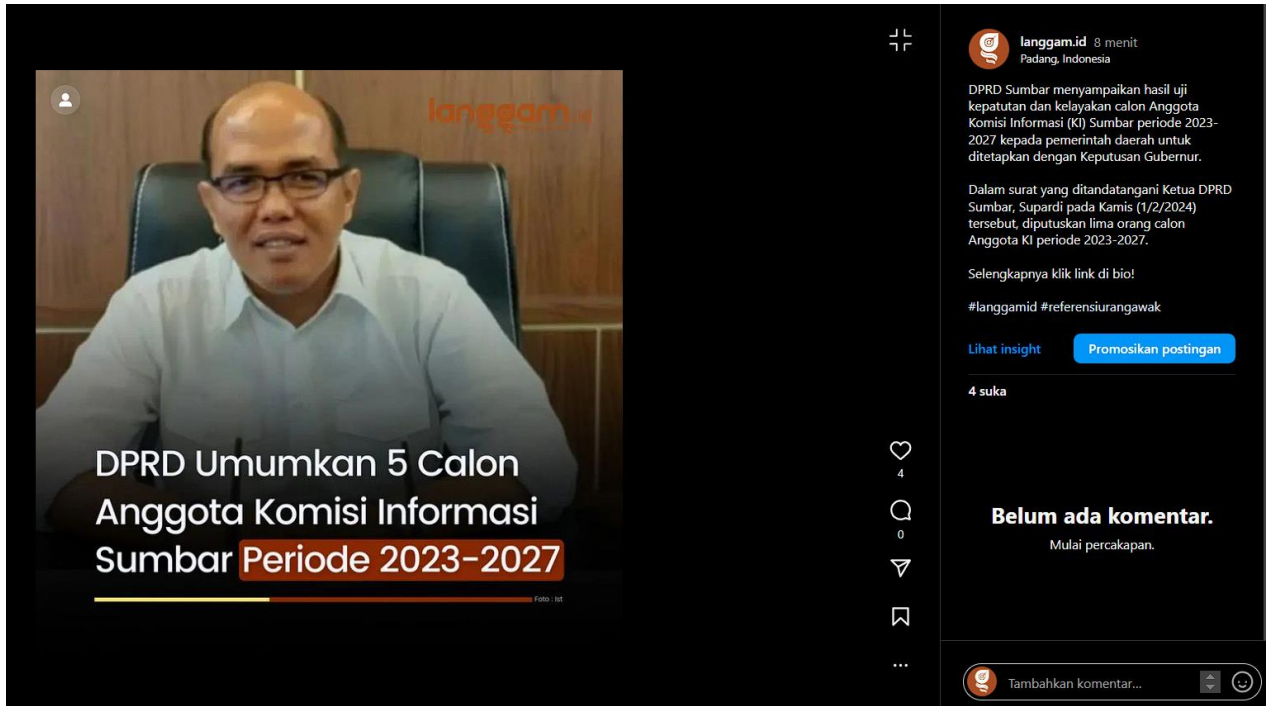 langgam.id
DPRD Umumkan 5 Calon
Anggota Komisi Informasi
Sumbar Periode 2023-2027
Foto : Ist
4
0
langgam.id 8 menit
Padang, Indonesia
DPRD Sumbar menyampaikan hasil uji
kepatutan dan kelayakan calon Anggota
Komisi Informasi (KI) Sumbar periode 2023-
2027 kepada pemerintah daerah untuk
ditetapkan dengan Keputusan Gubernur.
Dalam surat yang ditandatangani Ketua DPRD
Sumbar, Supardi pada Kamis (1/2/2024)
tersebut, diputuskan lima orang calon
Anggota KI periode 2023-2027.
Selengkapnya klik link di bio!
#langgamid #referensiurangawak
Lihat insight Promosikan postingan
4 suka
Belum ada komentar.
Mulai percakapan.
Tambahkan komentar...